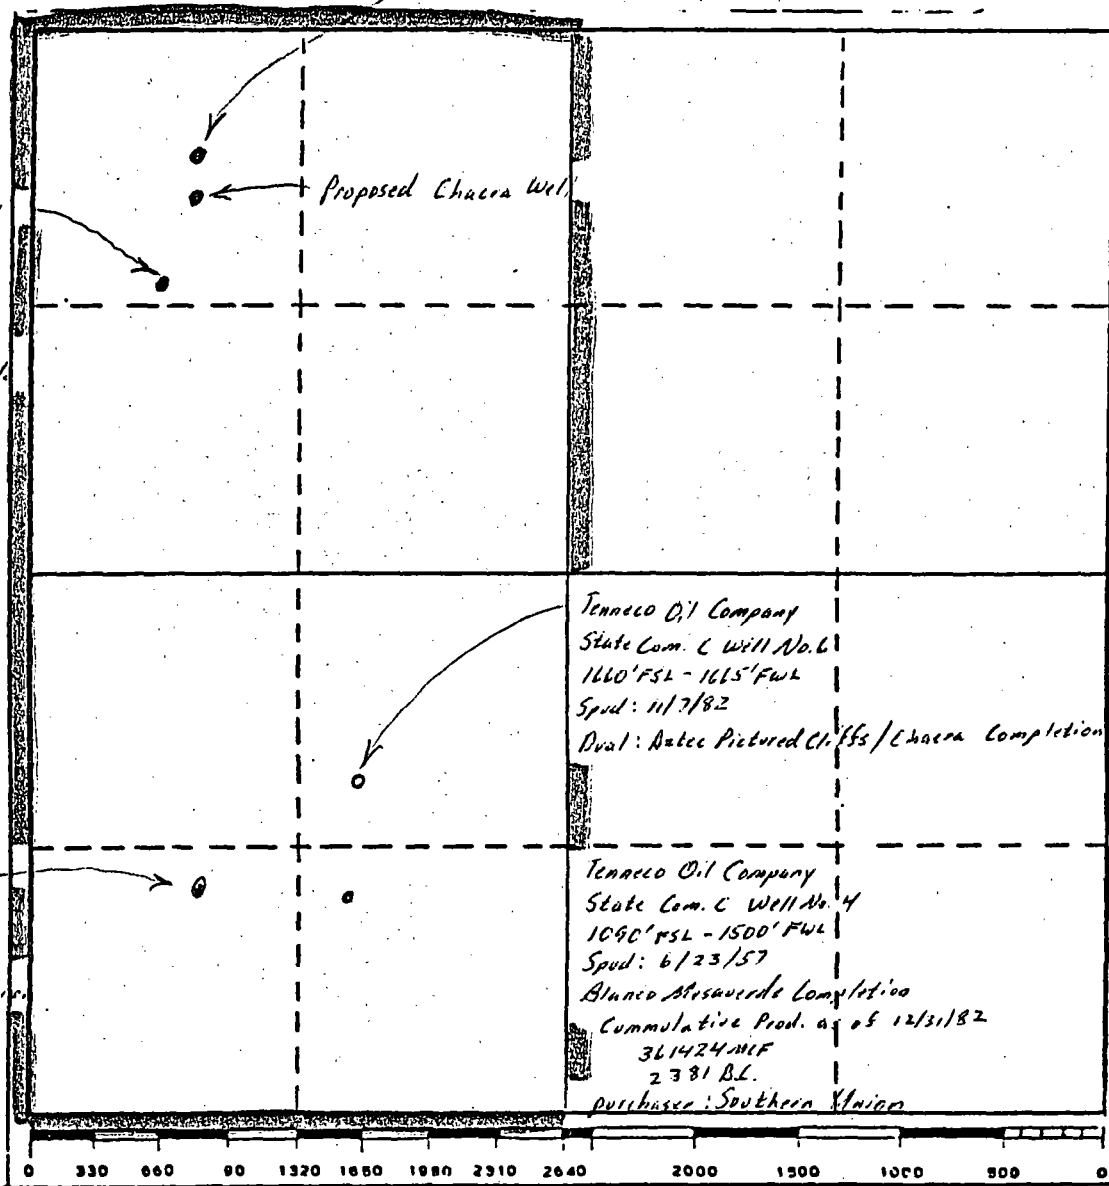 Proposed Chacra Well
Tenneco Oil Company
State Com. C Well No. 6
1660' FSL - 1665' FWL
Spud: 11/7/82
Dual: Aztec Pictured Cliffs / Chacra Completion
Tenneco Oil Company
State Com. C Well No. 4
1090' FSL - 1500' FWL
Spud: 6/23/57
Blanco Mesaverde Completion
Cummulative Prod. as of 12/31/82
361424 MCF
2381 BL.
purchaser: Southern Union
0 330 660 90 1320 1650 1980 2310 2640 2000 1500 1000 500 0